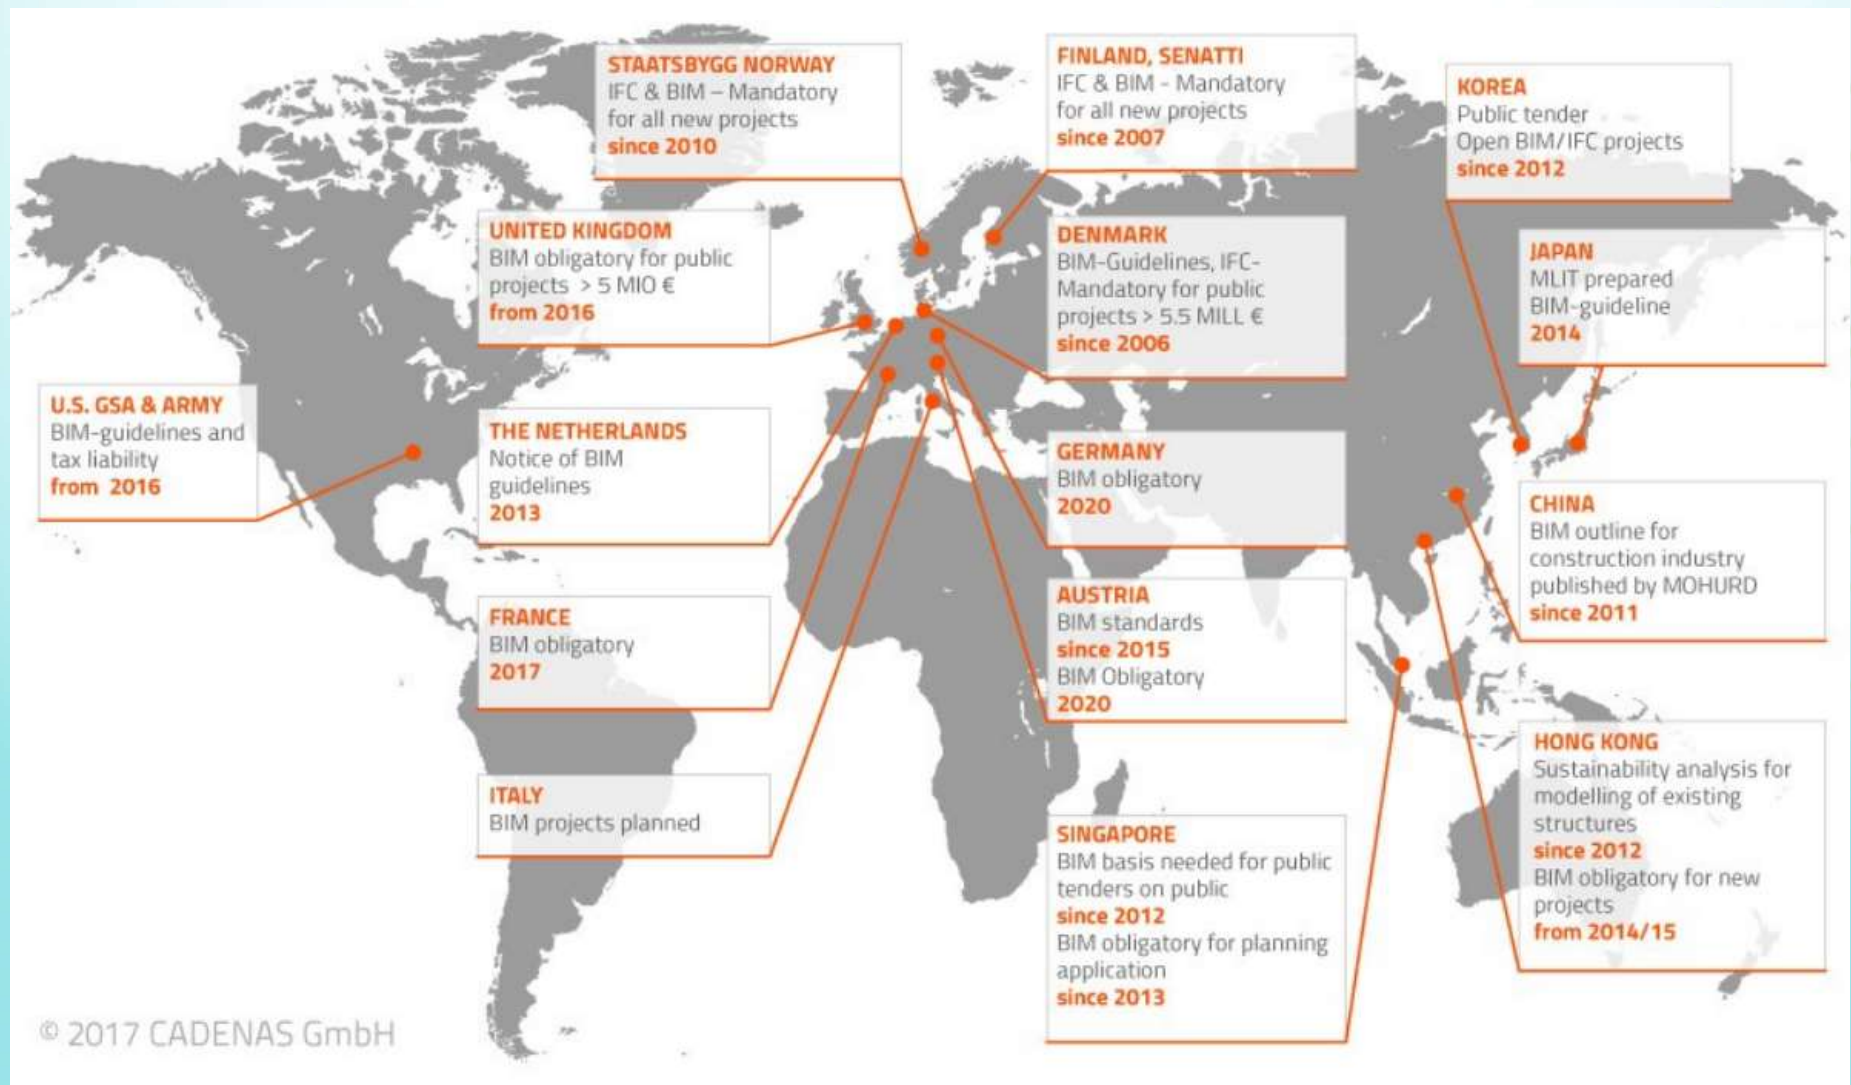 STAATSBYGG NORWAY
IFC & BIM – Mandatory
for all new projects
since 2010
FINLAND, SENATTI
IFC & BIM - Mandatory
for all new projects
since 2007
KOREA
Public tender
Open BIM/IFC projects
since 2012
UNITED KINGDOM
BIM obligatory for public
projects > 5 MIO €
from 2016
DENMARK
BIM-Guidelines, IFC-
Mandatory for public
projects > 5.5 MILL €
since 2006
JAPAN
MLIT prepared
BIM-guideline
2014
U.S. GSA & ARMY
BIM-guidelines and
tax liability
from 2016
THE NETHERLANDS
Notice of BIM
guidelines
2013
GERMANY
BIM obligatory
2020
CHINA
BIM outline for
construction industry
published by MOHURD
since 2011
FRANCE
BIM obligatory
2017
AUSTRIA
BIM standards
since 2015
BIM Obligatory
2020
ITALY
BIM projects planned
SINGAPORE
BIM basis needed for public
tenders on public
since 2012
BIM obligatory for planning
application
since 2013
HONG KONG
Sustainability analysis for
modelling of existing
structures
since 2012
BIM obligatory for new
projects
from 2014/15
© 2017 CADENAS GmbH